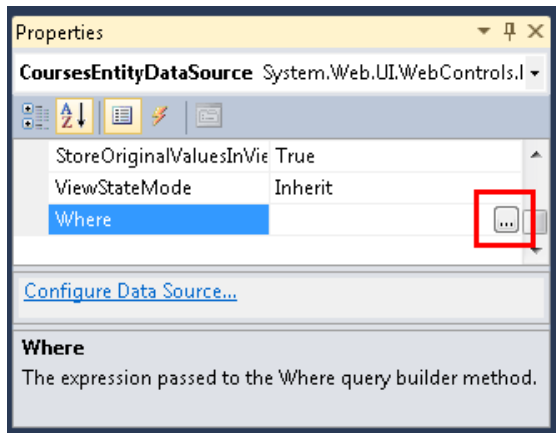 Properties
CoursesEntityDataSource System.Web.UI.WebControls.
StoreOriginalValuesInVie True
ViewStateMode Inherit
Where ...
Configure Data Source...
Where
The expression passed to the Where query builder method.